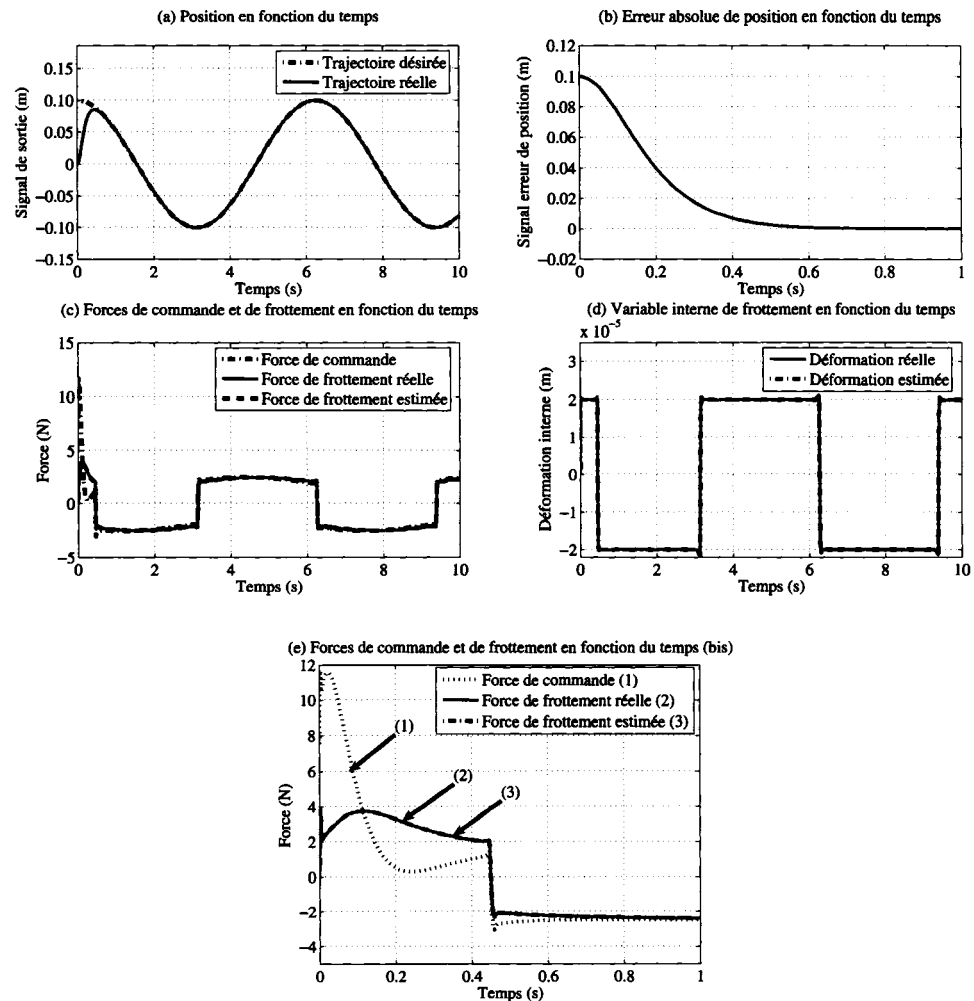 (a) Position en fonction du temps
Signal de sortie (m)
0.15
0.10
0.05
0
−0.05
−0.10
−0.15
Trajectoire désirée
Trajectoire réelle
0 2 4 6 8 10
Temps (s)
(b) Erreur absolue de position en fonction du temps
Signal erreur de position (m)
0.12
0.1
0.08
0.06
0.04
0.02
0
−0.02
0 0.2 0.4 0.6 0.8 1
Temps (s)
(c) Forces de commande et de frottement en fonction du temps
Force (N)
15
10
5
0
−5
Force de commande
Force de frottement réelle
Force de frottement estimée
0 2 4 6 8 10
Temps (s)
(d) Variable interne de frottement en fonction du temps
x 10⁻⁵
Déformation interne (m)
3
2
1
0
−1
−2
Déformation réelle
Déformation estimée
0 2 4 6 8 10
Temps (s)
(e) Forces de commande et de frottement en fonction du temps (bis)
Force (N)
12
10
8
6
4
2
0
−2
−4
Force de commande (1)
Force de frottement réelle (2)
Force de frottement estimée (3)
(1)
(2)
(3)
0 0.2 0.4 0.6 0.8 1
Temps (s)